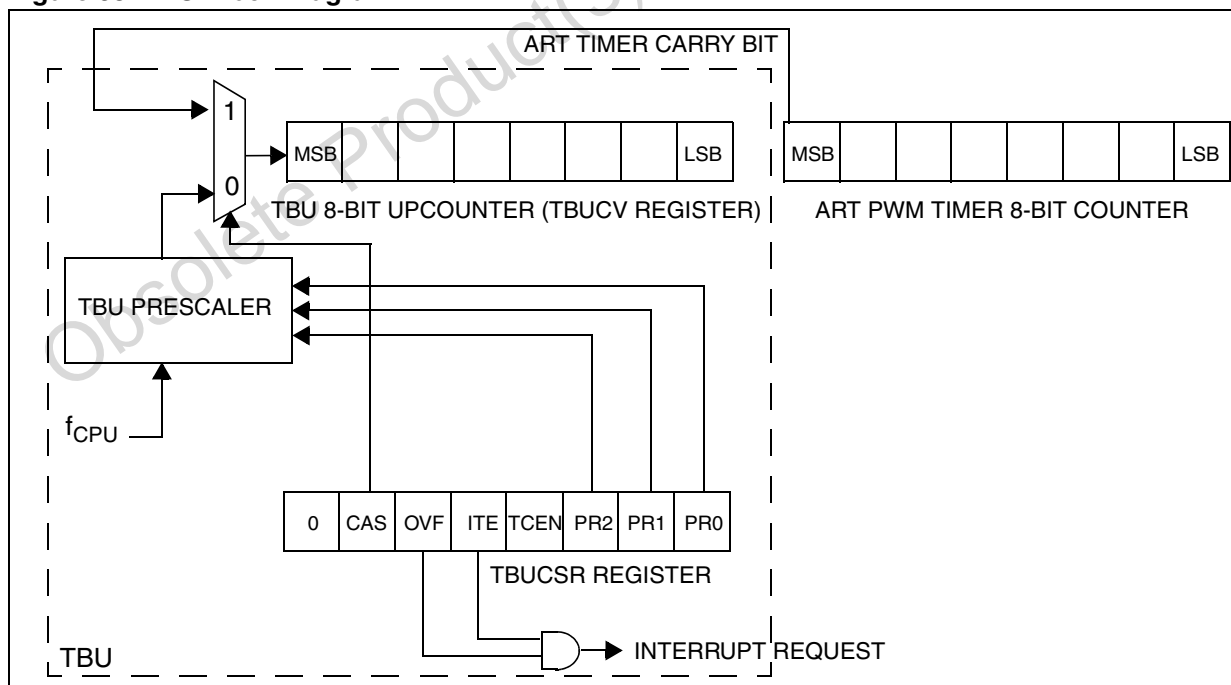 ART TIMER CARRY BIT
1
MSB
LSB
MSB
LSB
0
TBU 8-BIT UPCOUNTER (TBUCV REGISTER)
ART PWM TIMER 8-BIT COUNTER
TBU PRESCALER
fCPU
0 CAS OVF ITE TCEN PR2 PR1 PR0
TBUCSR REGISTER
INTERRUPT REQUEST
TBU
Obsolete Product(s)